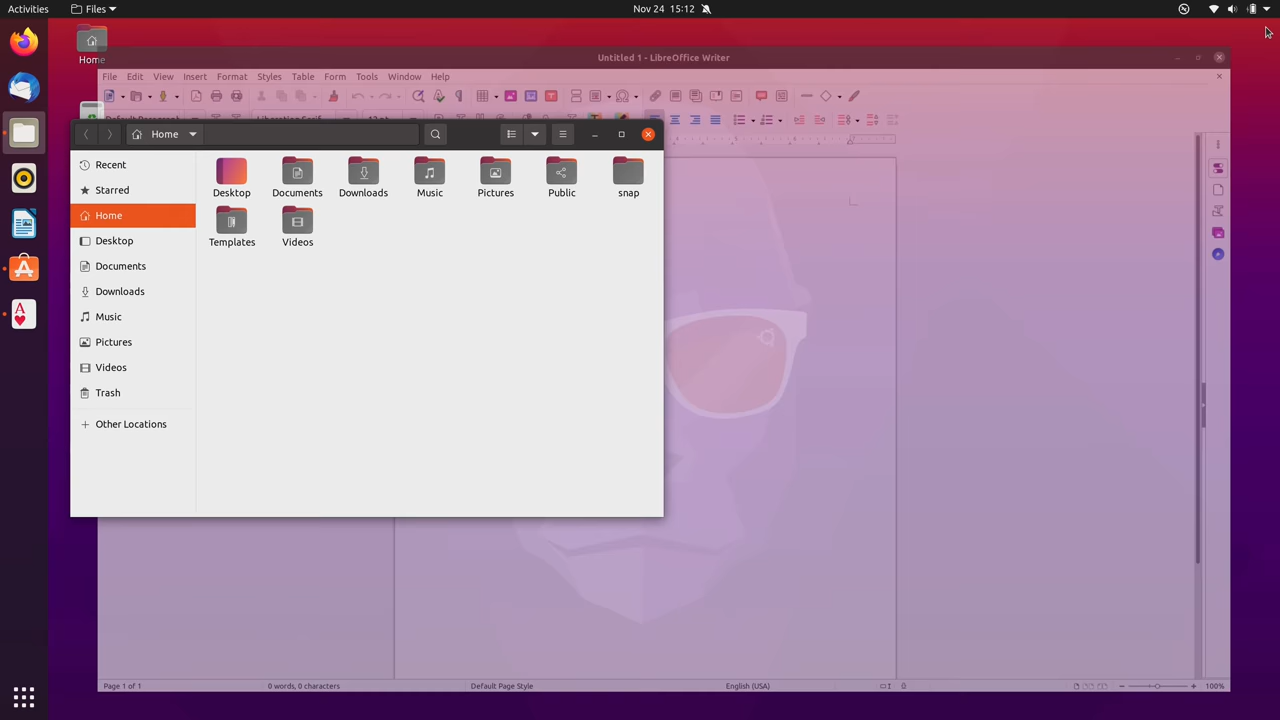 Activities Files Nov 24 15:12
Home
Untitled 1 - LibreOffice Writer
File Edit View Insert Format Styles Table Form Tools Window Help
Home
Recent
Starred
Home
Desktop
Documents
Downloads
Music
Pictures
Videos
Trash
Other Locations
Desktop Documents Downloads Music Pictures Public snap
Templates Videos
Page 1 of 1 0 words, 0 characters Default Page Style English (USA) 100%